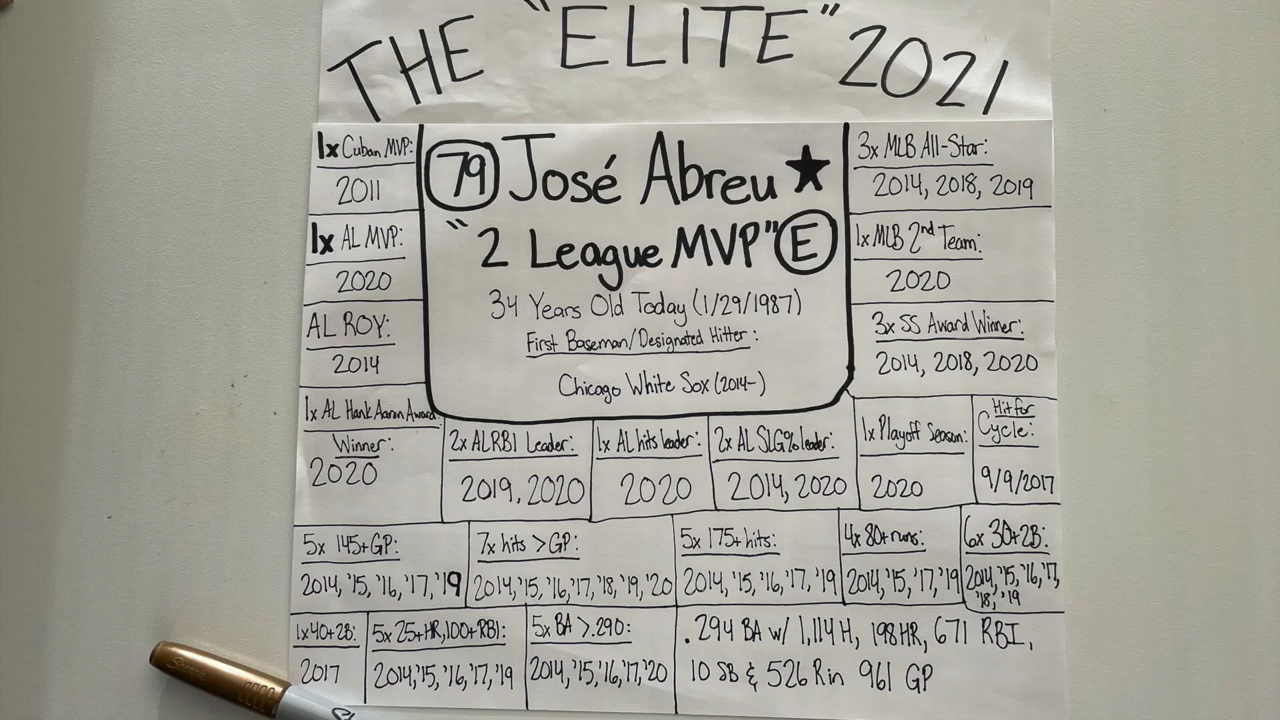 THE "ELITE" 2021
1x Cuban MVP:
2011
1x AL MVP:
2020
AL ROY:
2014
1x AL Hank Aaron Award
Winner:
2020
79 José Abreu ★
"2 League MVP" E
34 Years Old Today (1/29/1987)
First Baseman/Designated Hitter:
Chicago White Sox (2014-)
3x MLB All-Star:
2014, 2018, 2019
1x MLB 2nd Team:
2020
3x SS Award Winner:
2014, 2018, 2020
2x AL RBI Leader:
2019, 2020
1x AL hits leader:
2020
2x AL SLG% leader:
2014, 2020
1x Playoff Season:
2020
Hit for
Cycle:
9/9/2017
5x 145+GP:
2014, '15, '16, '17, '19
7x hits > GP:
2014, '15, '16, '17, '18, '19, '20
5x 175+ hits:
2014, '15, '16, '17, '19
4x 80+ runs:
2014, '15, '17, '19
6x 30+2B:
2014, '15, '16, '17,
'18, '19
1x 40+2B:
2017
5x 25+HR, 100+RBI:
2014, '15, '16, '17, '19
5x BA > .290:
2014, '15, '16, '17, '20
.294 BA w/ 1,114 H, 198 HR, 671 RBI,
10 SB & 526 R in 961 GP